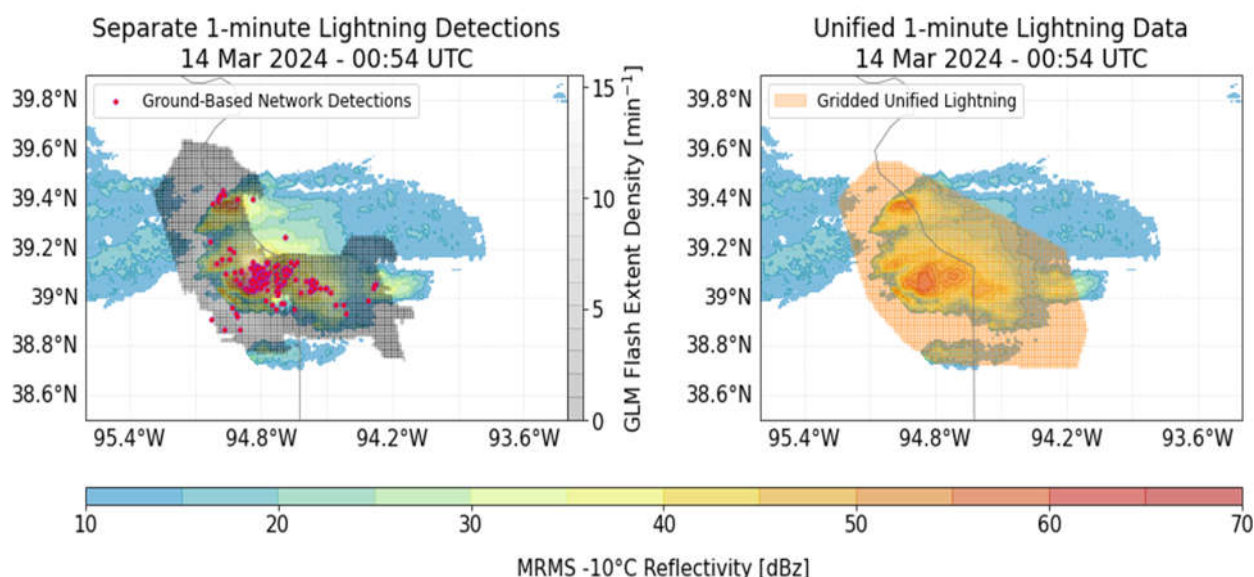 Separate 1-minute Lightning Detections
14 Mar 2024 - 00:54 UTC
Ground-Based Network Detections
39.8°N
39.6°N
39.4°N
39.2°N
39°N
38.8°N
38.6°N
95.4°W 94.8°W 94.2°W 93.6°W
15
10
5
0
GLM Flash Extent Density [min⁻¹]
Unified 1-minute Lightning Data
14 Mar 2024 - 00:54 UTC
Gridded Unified Lightning
39.8°N
39.6°N
39.4°N
39.2°N
39°N
38.8°N
38.6°N
95.4°W 94.8°W 94.2°W 93.6°W
10 20 30 40 50 60 70
MRMS -10°C Reflectivity [dBz]